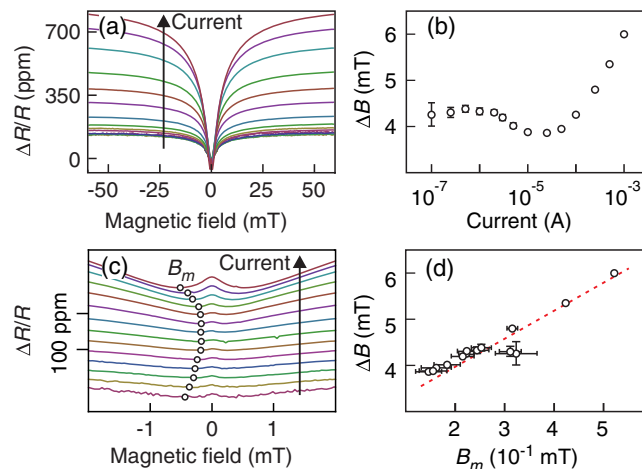 (a)
Current
ΔR/R (ppm)
700
350
0
-50
-25
0
25
50
Magnetic field (mT)
(b)
ΔB (mT)
6
5
4
10⁻⁷
10⁻⁵
10⁻³
Current (A)
(c)
Bₘ
Current
ΔR/R
100 ppm
-1
0
1
Magnetic field (mT)
(d)
ΔB (mT)
6
5
4
2
3
4
5
Bₘ (10⁻¹ mT)